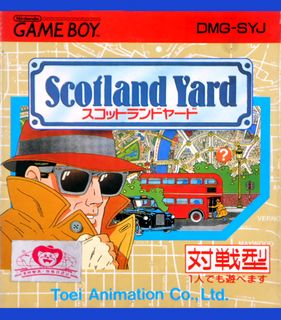 Nintendo
GAME BOY™
DMG-SYJ
Scotland Yard
スコットランドヤード
?
対戦型
1人でも遊べます
Toei Animation Co., Ltd.